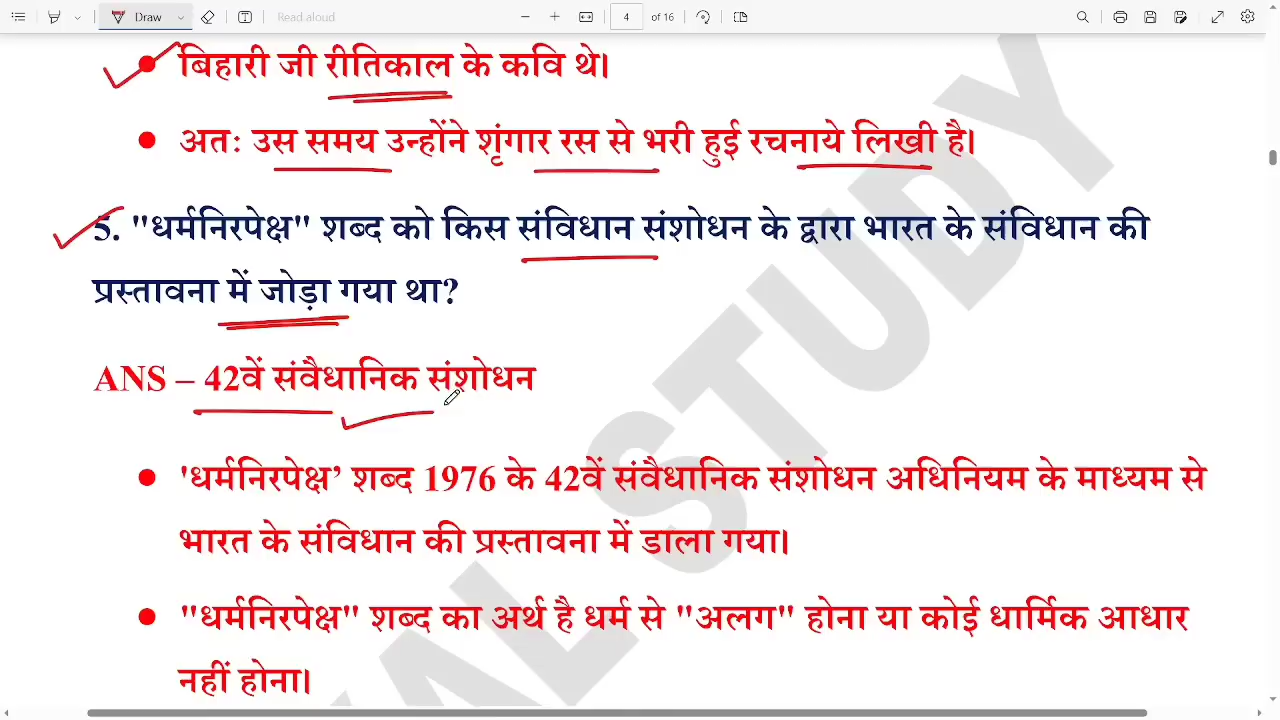 Draw
Read aloud
4 of 16
बिहारी जी रीतिकाल के कवि थे।
अतः उस समय उन्होंने शृंगार रस से भरी हुई रचनाये लिखी है।
5. "धर्मनिरपेक्ष" शब्द को किस संविधान संशोधन के द्वारा भारत के संविधान की
प्रस्तावना में जोड़ा गया था?
ANS – 42वें संवैधानिक संशोधन
'धर्मनिरपेक्ष’ शब्द 1976 के 42वें संवैधानिक संशोधन अधिनियम के माध्यम से
भारत के संविधान की प्रस्तावना में डाला गया।
"धर्मनिरपेक्ष" शब्द का अर्थ है धर्म से "अलग" होना या कोई धार्मिक आधार
नहीं होना।
AL STUDY